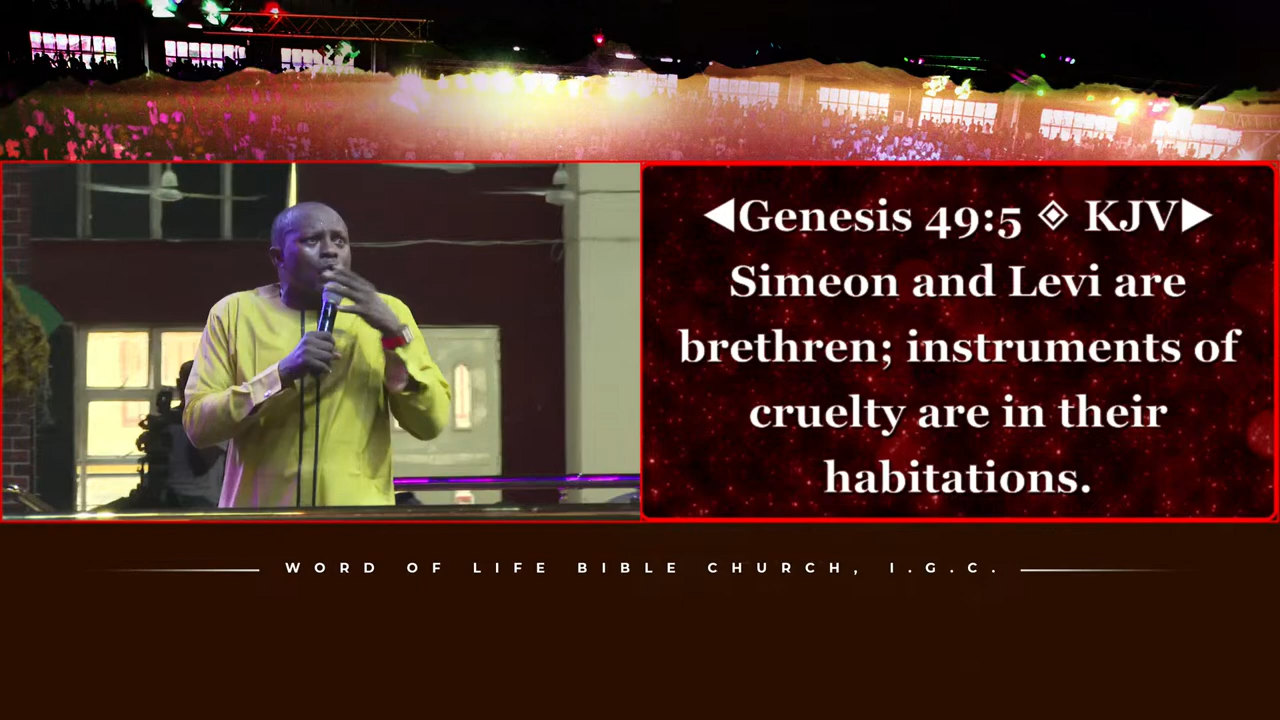 ◀Genesis 49:5 ◈ KJV▶
Simeon and Levi are
brethren; instruments of
cruelty are in their
habitations.
WORD OF LIFE BIBLE CHURCH, I.G.C.